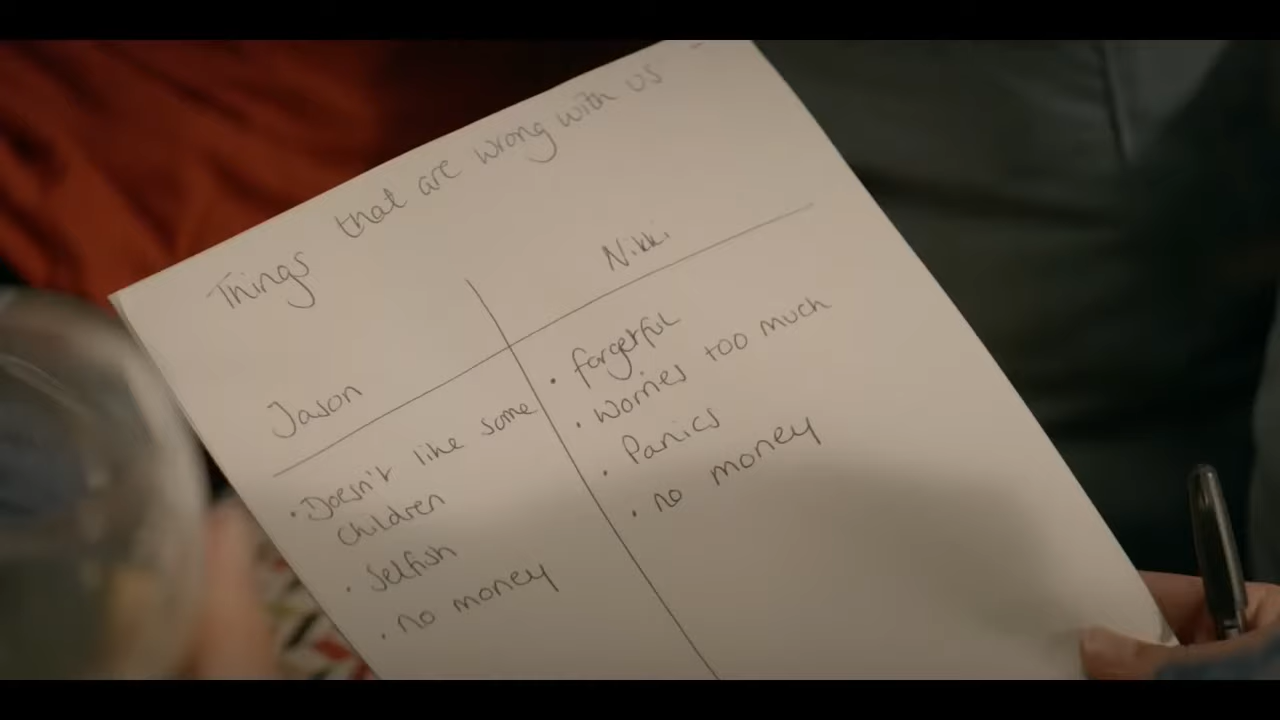 Things that are wrong with us
Jason
• Doesn't like some
children
• Selfish
• no money
Nikki
• forgetful
• worries too much
• Panics
• no money